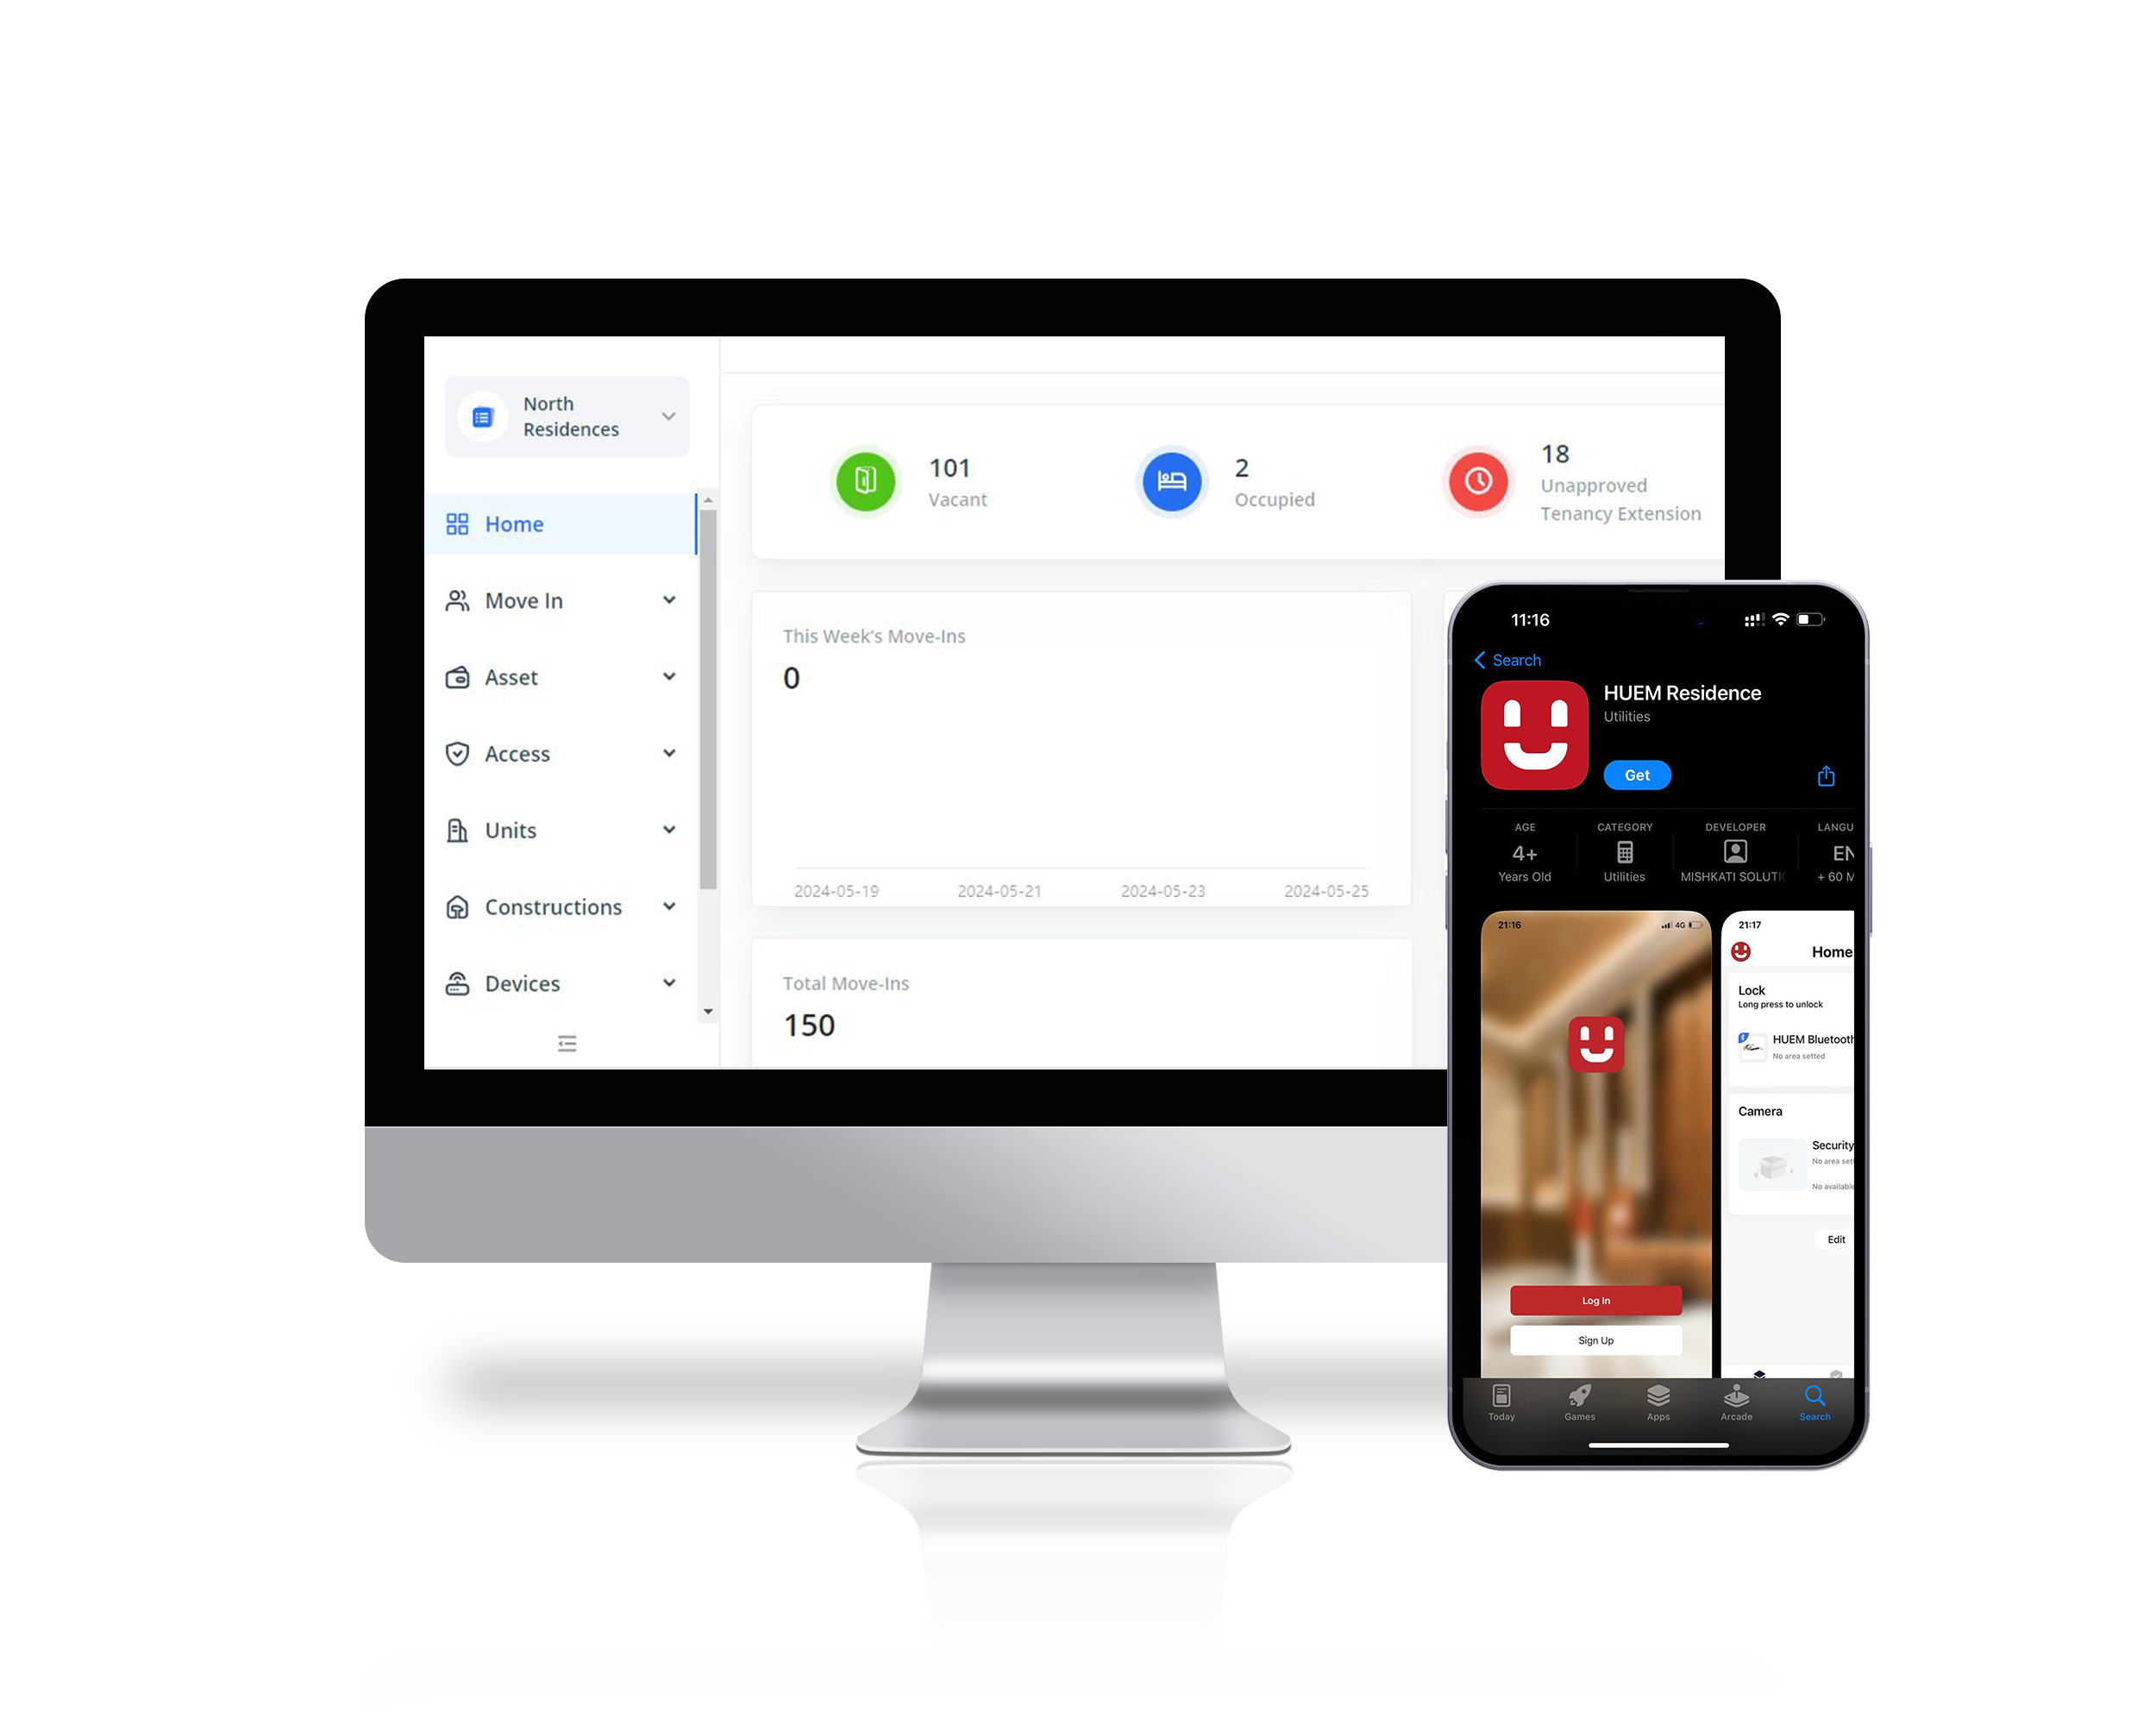 North
Residences
Home
Move In
Asset
Access
Units
Constructions
Devices
101
Vacant
2
Occupied
18
Unapproved
Tenancy Extension
This Week's Move-Ins
0
2024-05-19 2024-05-21 2024-05-23 2024-05-25
Total Move-Ins
150
11:16
Search
HUEM Residence
Utilities
Get
AGE CATEGORY DEVELOPER LANGU
4+ EN
Years Old Utilities MISHKATI SOLUTIC + 60 M
21:16 4G
Log In
Sign Up
21:17
Home
Lock
Long press to unlock
HUEM Bluetooth
No area setted
Camera
Security
No area set
No available
Edit
Today Games Apps Arcade Search